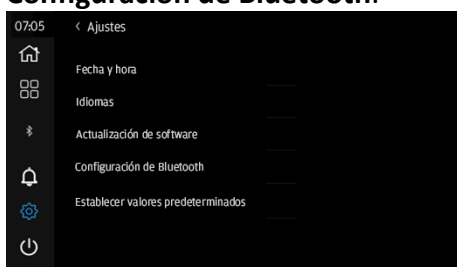 Configuración de Bluetooth.
07:05
< Ajustes
Fecha y hora
Idiomas
Actualización de software
Configuración de Bluetooth
Establecer valores predeterminados